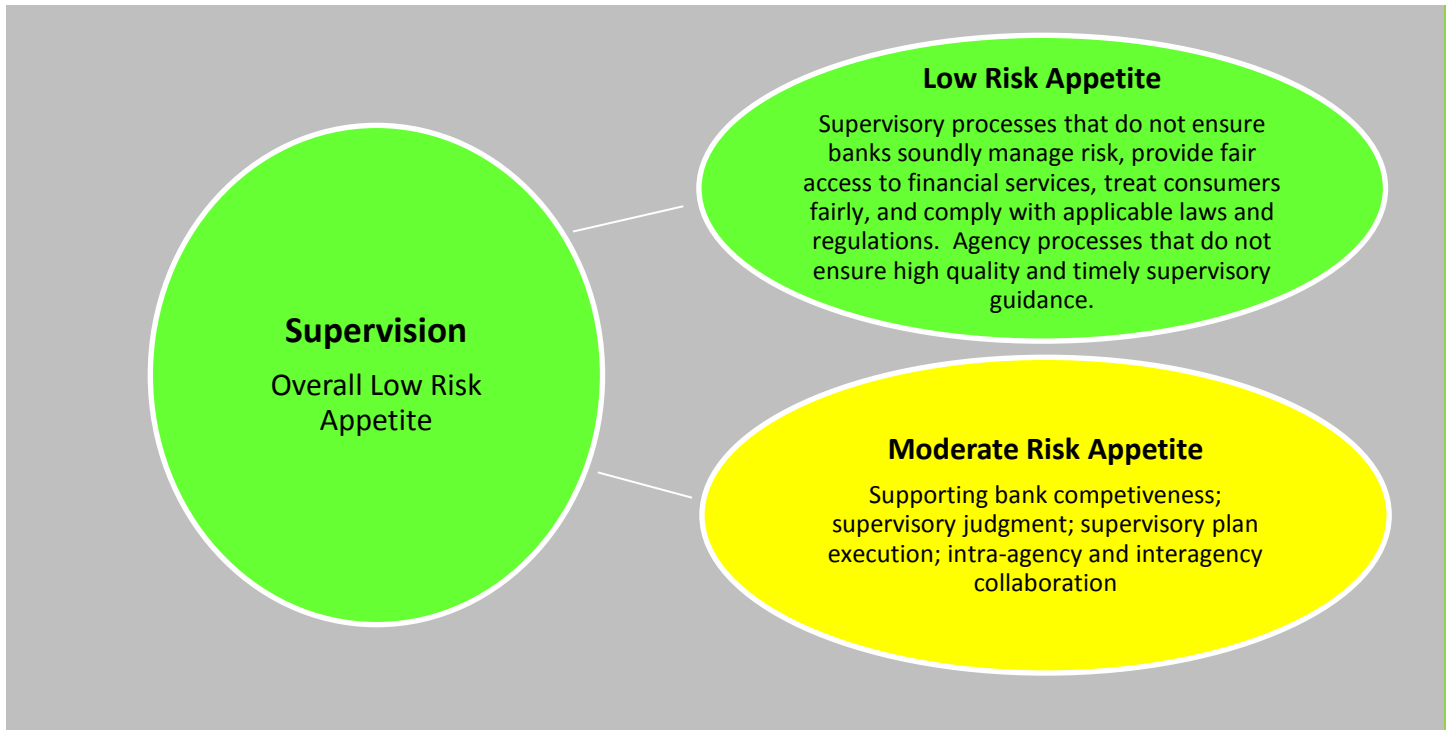 Supervision
Overall Low Risk
Appetite
Low Risk Appetite
Supervisory processes that do not ensure
banks soundly manage risk, provide fair
access to financial services, treat consumers
fairly, and comply with applicable laws and
regulations.  Agency processes that do not
ensure high quality and timely supervisory
guidance.
Moderate Risk Appetite
Supporting bank competiveness;
supervisory judgment; supervisory plan
execution; intra-agency and interagency
collaboration